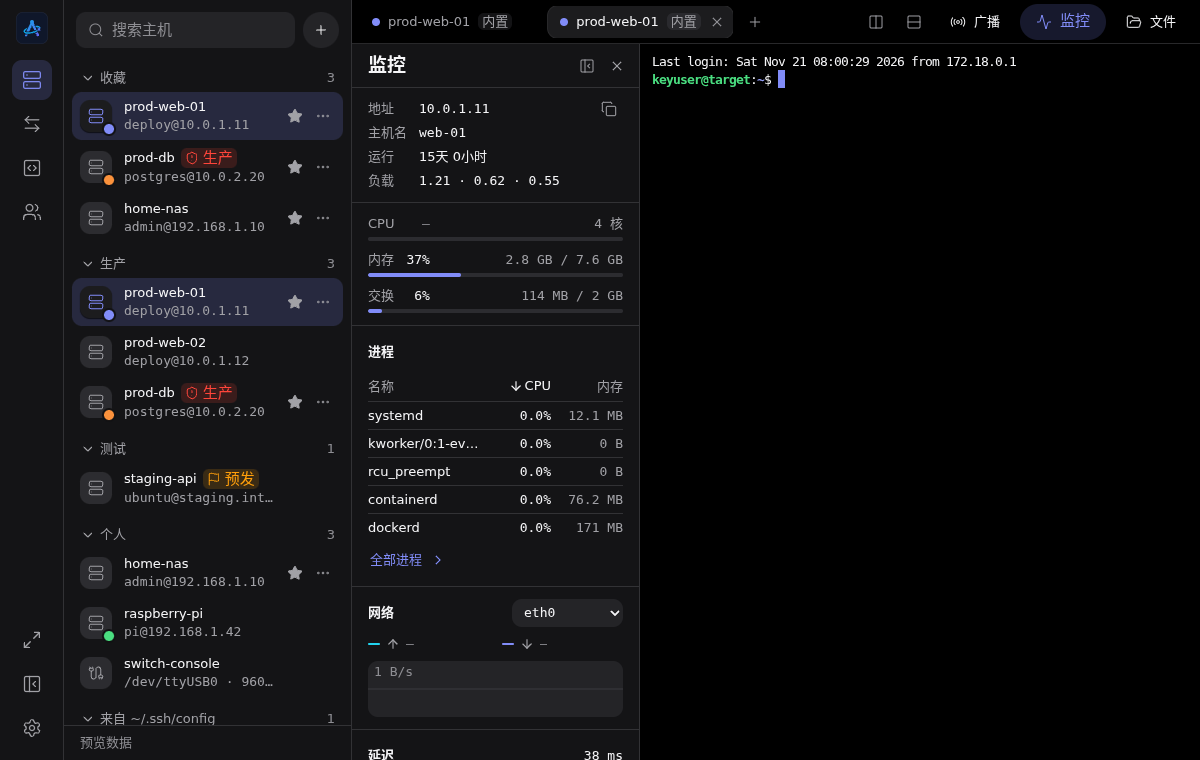 搜索主机
收藏 3
prod-web-01
deploy@10.0.1.11
prod-db 生产
postgres@10.0.2.20
home-nas
admin@192.168.1.10
生产 3
prod-web-01
deploy@10.0.1.11
prod-web-02
deploy@10.0.1.12
prod-db 生产
postgres@10.0.2.20
测试 1
staging-api 预发
ubuntu@staging.int…
个人 3
home-nas
admin@192.168.1.10
raspberry-pi
pi@192.168.1.42
switch-console
/dev/ttyUSB0 · 960…
来自 ~/.ssh/config 1
预览数据
prod-web-01 内置
prod-web-01 内置
广播
监控
文件
监控
地址 10.0.1.11
主机名 web-01
运行 15天 0小时
负载 1.21 · 0.62 · 0.55
CPU — 4 核
内存 37% 2.8 GB / 7.6 GB
交换 6% 114 MB / 2 GB
进程
名称 CPU 内存
systemd 0.0% 12.1 MB
kworker/0:1-ev… 0.0% 0 B
rcu_preempt 0.0% 0 B
containerd 0.0% 76.2 MB
dockerd 0.0% 171 MB
全部进程
网络 eth0
— —
1 B/s
延迟 38 ms
Last login: Sat Nov 21 08:00:29 2026 from 172.18.0.1
keyuser@target:~$